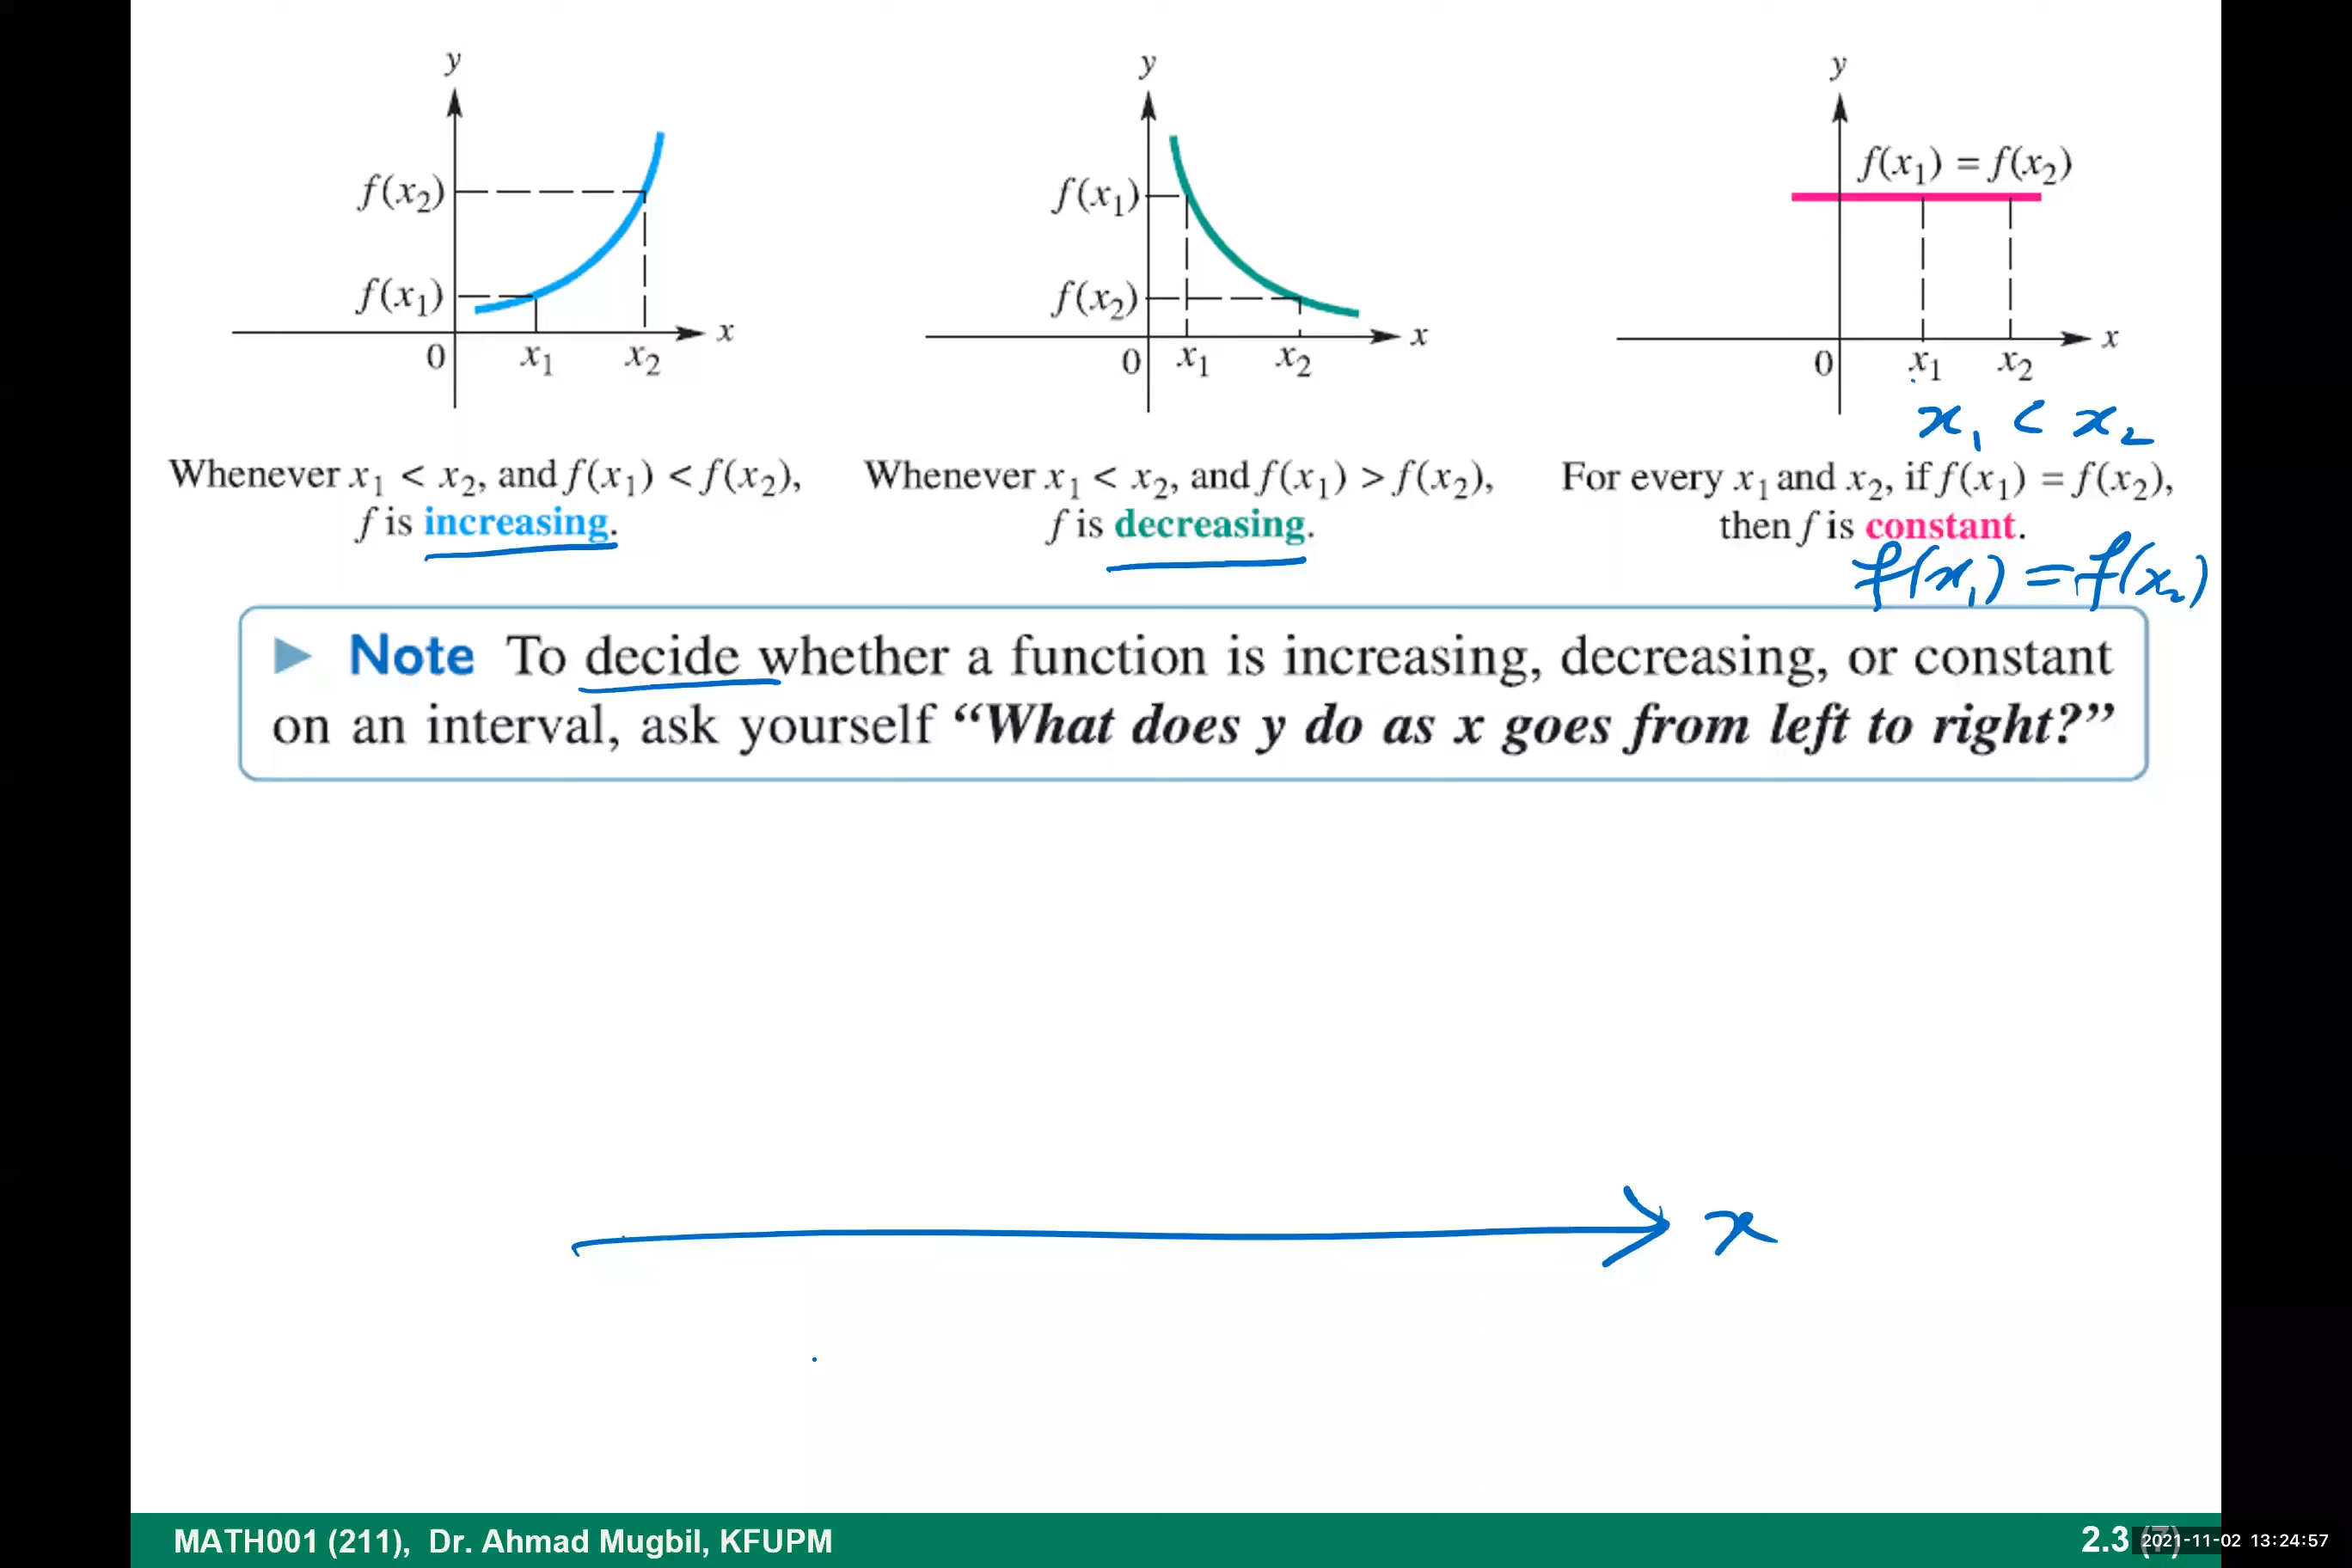 y
f(x₂)
f(x₁)
0 x₁ x₂ x
Whenever x₁ < x₂, and f(x₁) < f(x₂),
f is increasing.
y
f(x₁)
f(x₂)
0 x₁ x₂ x
Whenever x₁ < x₂, and f(x₁) > f(x₂),
f is decreasing.
y
f(x₁) = f(x₂)
0 x₁ x₂ x
x₁ < x₂
For every x₁ and x₂, if f(x₁) = f(x₂),
then f is constant.
f(x₁) = f(x₂)
► Note To decide whether a function is increasing, decreasing, or constant
on an interval, ask yourself “What does y do as x goes from left to right?”
x
MATH001 (211), Dr. Ahmad Mugbil, KFUPM
2.3 (7) 2021-11-02 13:24:57